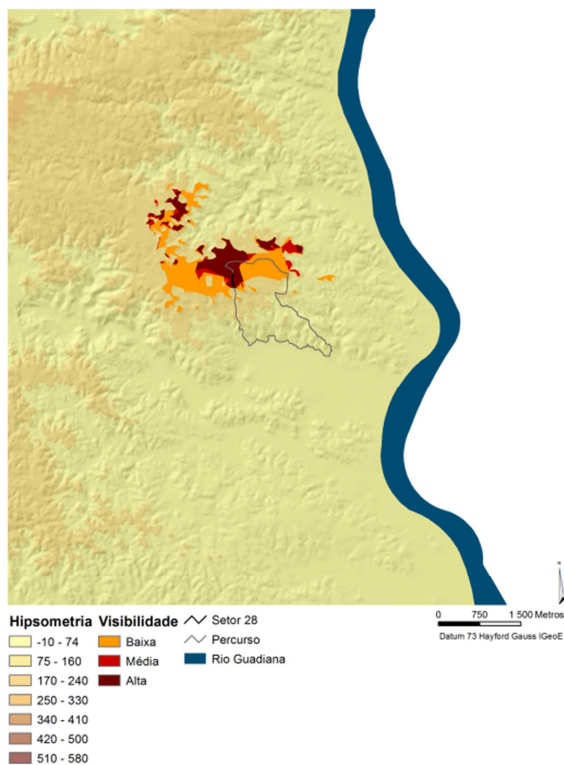 N
Hipsometria Visibilidade Setor 28
-10 - 74 Baixa Percurso
75 - 160 Média Rio Guadiana
170 - 240 Alta
250 - 330
340 - 410
420 - 500
510 - 580
0 750 1 500 Metros
Datum 73 Hayford Gauss IGeoE